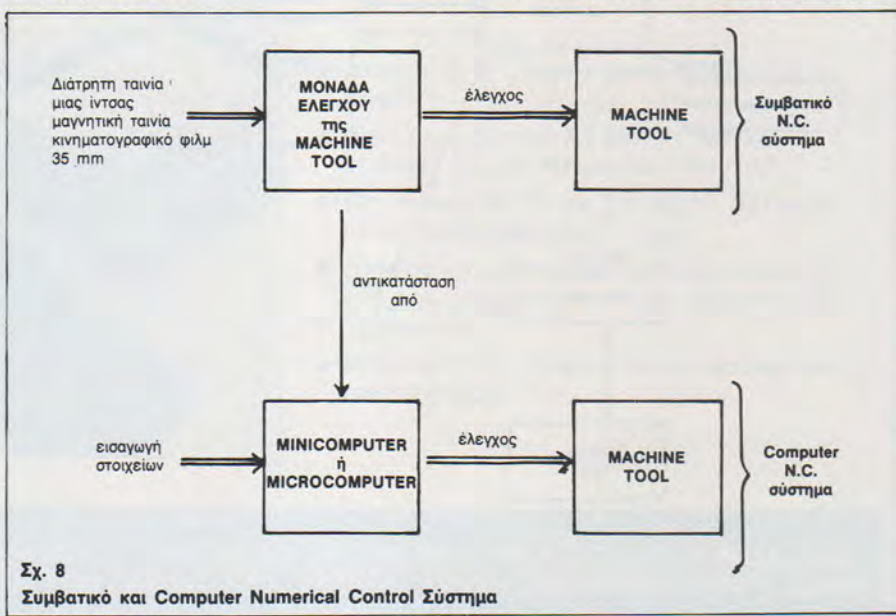 Διάτρητη ταινία
μιας ίντσας
μαγνητική ταινία
κινηματογραφικό φιλμ
35 mm
ΜΟΝΑΔΑ
ΕΛΕΓΧΟΥ
της
MACHINE
TOOL
έλεγχος
MACHINE
TOOL
Συμβατικό
N.C.
σύστημα
αντικατάσταση
από
εισαγωγή
στοιχείων
MINICOMPUTER
ή
MICROCOMPUTER
έλεγχος
MACHINE
TOOL
Computer
N.C.
σύστημα
Σχ. 8
Συμβατικό και Computer Numerical Control Σύστημα